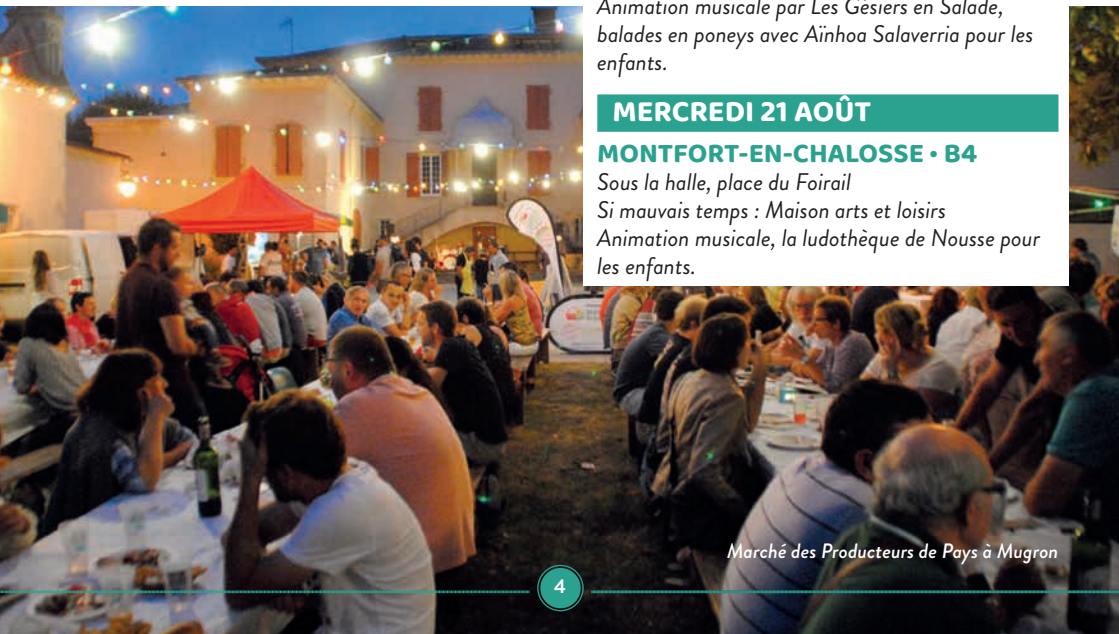 Animation musicale par Les Gésiers en Salade,
balades en poneys avec Aïnhoa Salaverria pour les
enfants.
MERCREDI 21 AOÛT
MONTFORT-EN-CHALOSSE • B4
Sous la halle, place du Foirail
Si mauvais temps : Maison arts et loisirs
Animation musicale, la ludothèque de Nousse pour
les enfants.
Marché des Producteurs de Pays à Mugron
4